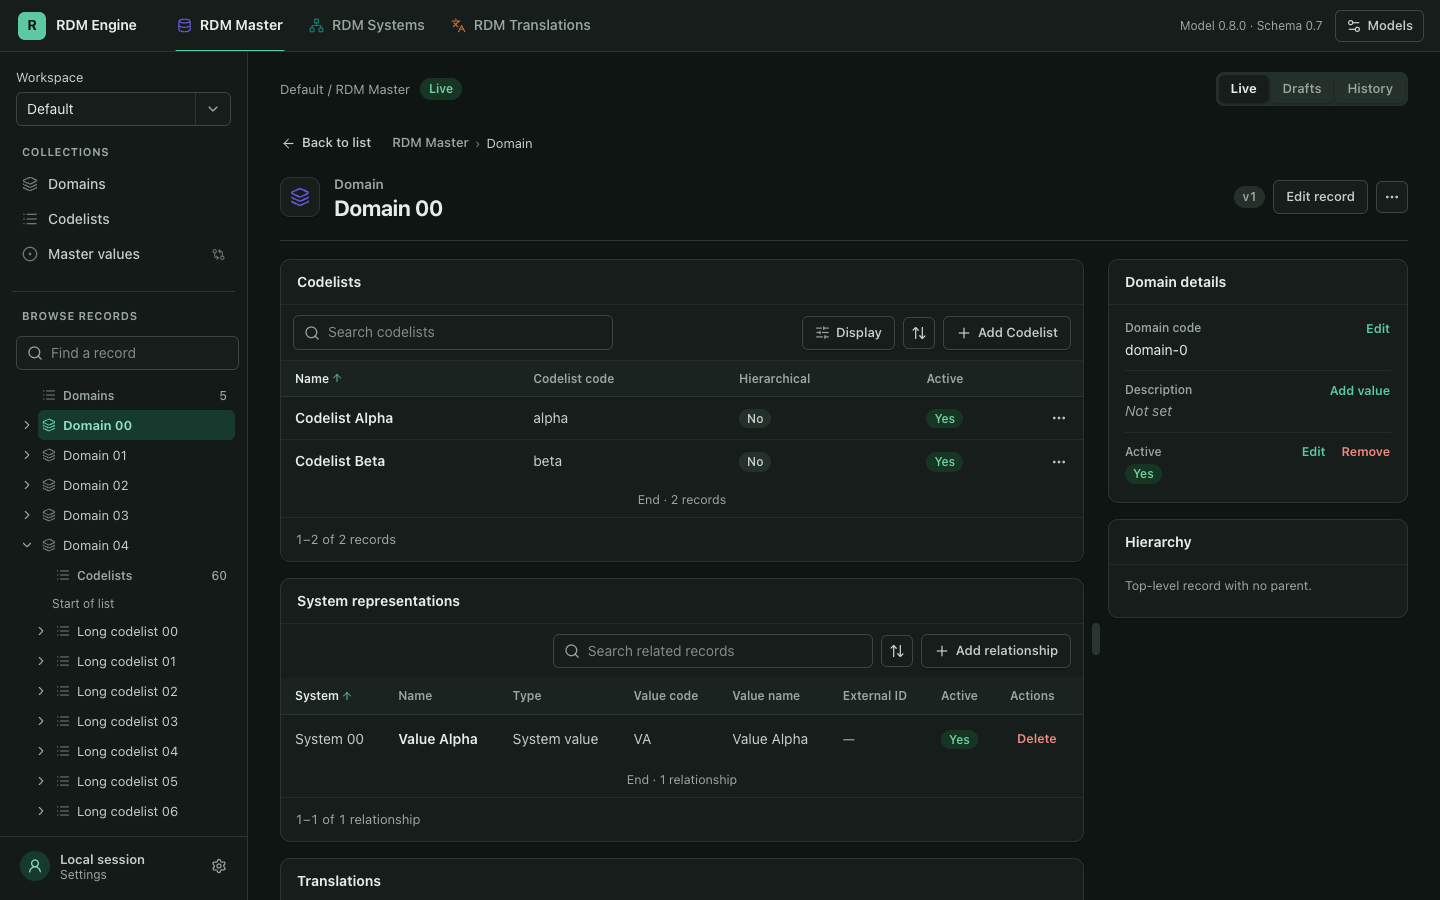 R RDM Engine RDM Master RDM Systems RDM Translations Model 0.8.0 · Schema 0.7 Models
Workspace
Default
COLLECTIONS
Domains
Codelists
Master values
BROWSE RECORDS
Find a record
Domains 5
Domain 00
Domain 01
Domain 02
Domain 03
Domain 04
Codelists 60
Start of list
Long codelist 00
Long codelist 01
Long codelist 02
Long codelist 03
Long codelist 04
Long codelist 05
Long codelist 06
Local session
Settings
Default / RDM Master Live Live Drafts History
Back to list RDM Master › Domain
Domain
Domain 00 v1 Edit record
Codelists
Search codelists Display Add Codelist
Name Codelist code Hierarchical Active
Codelist Alpha alpha No Yes
Codelist Beta beta No Yes
End · 2 records
1–2 of 2 records
System representations
Search related records Add relationship
System Name Type Value code Value name External ID Active Actions
System 00 Value Alpha System value VA Value Alpha — Yes Delete
End · 1 relationship
1–1 of 1 relationship
Translations
Domain details
Domain code Edit
domain-0
Description Add value
Not set
Active Edit Remove
Yes
Hierarchy
Top-level record with no parent.